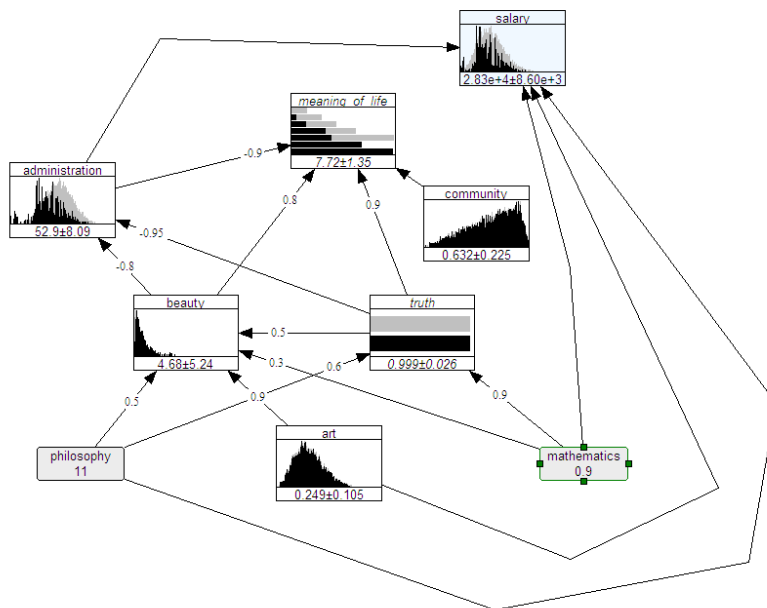 salary
2.83e+4±8.60e+3
meaning_of_life
7.72±1.35
-0.9
administration
52.9±8.09
community
0.632±0.225
0.8
0.9
-0.95
-0.8
beauty
4.68±5.24
truth
0.999±0.026
0.5
0.3
0.6
0.5
0.9
0.9
philosophy
11
art
0.249±0.105
mathematics
0.9